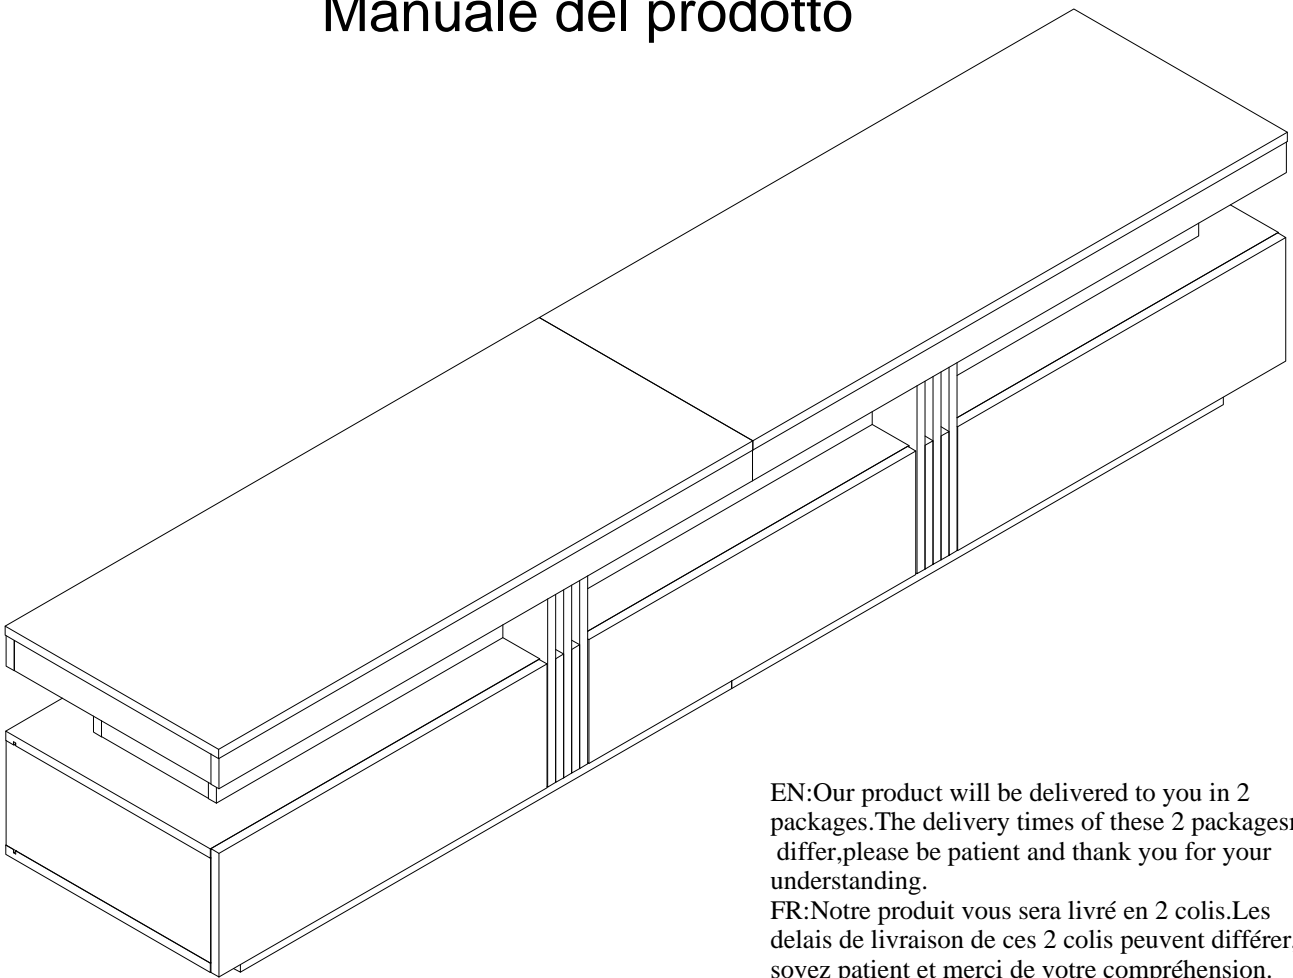 Manuale del prodotto
EN:Our product will be delivered to you in 2
packages.The delivery times of these 2 packages
differ,please be patient and thank you for your
understanding.
FR:Notre produit vous sera livré en 2 colis.Les
delais de livraison de ces 2 colis peuvent différer.
soyez patient et merci de votre compréhension.